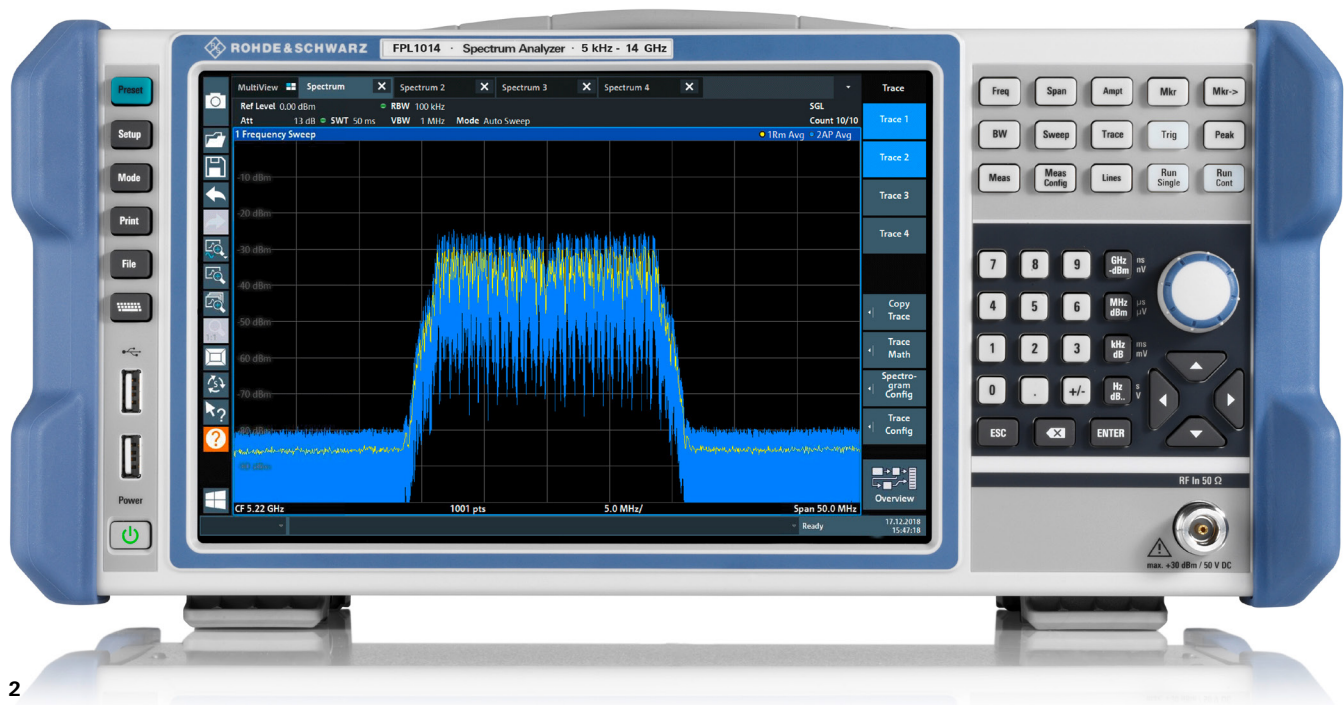 ROHDE&SCHWARZ FPL1014 · Spectrum Analyzer · 5 kHz - 14 GHz
Preset
Setup
Mode
Print
File
Power
MultiView Spectrum Spectrum 2 Spectrum 3 Spectrum 4
Ref Level 0.00 dBm RBW 100 kHz SGL
Att 13 dB SWT 50 ms VBW 1 MHz Mode Auto Sweep Count 10/10
1 Frequency Sweep 1Rm Avg 2AP Avg
-10 dBm
-20 dBm
-30 dBm
-40 dBm
-50 dBm
-60 dBm
-70 dBm
CF 5.22 GHz 1001 pts 5.0 MHz/ Span 50.0 MHz
Ready 17.12.2018
15:47:18
Trace
Trace 1
Trace 2
Trace 3
Trace 4
Copy
Trace
Trace
Math
Spectro-
gram
Config
Trace
Config
Overview
Freq Span Ampt Mkr Mkr->
BW Sweep Trace Trig Peak
Meas Meas Config Lines Run Single Run Cont
7 8 9 GHz -dBm ns nV
4 5 6 MHz dBm µs µV
1 2 3 kHz dB ms mV
0 . +/- Hz dB.. s V
ESC ENTER
RF In 50 Ω
max. +30 dBm / 50 V DC
2